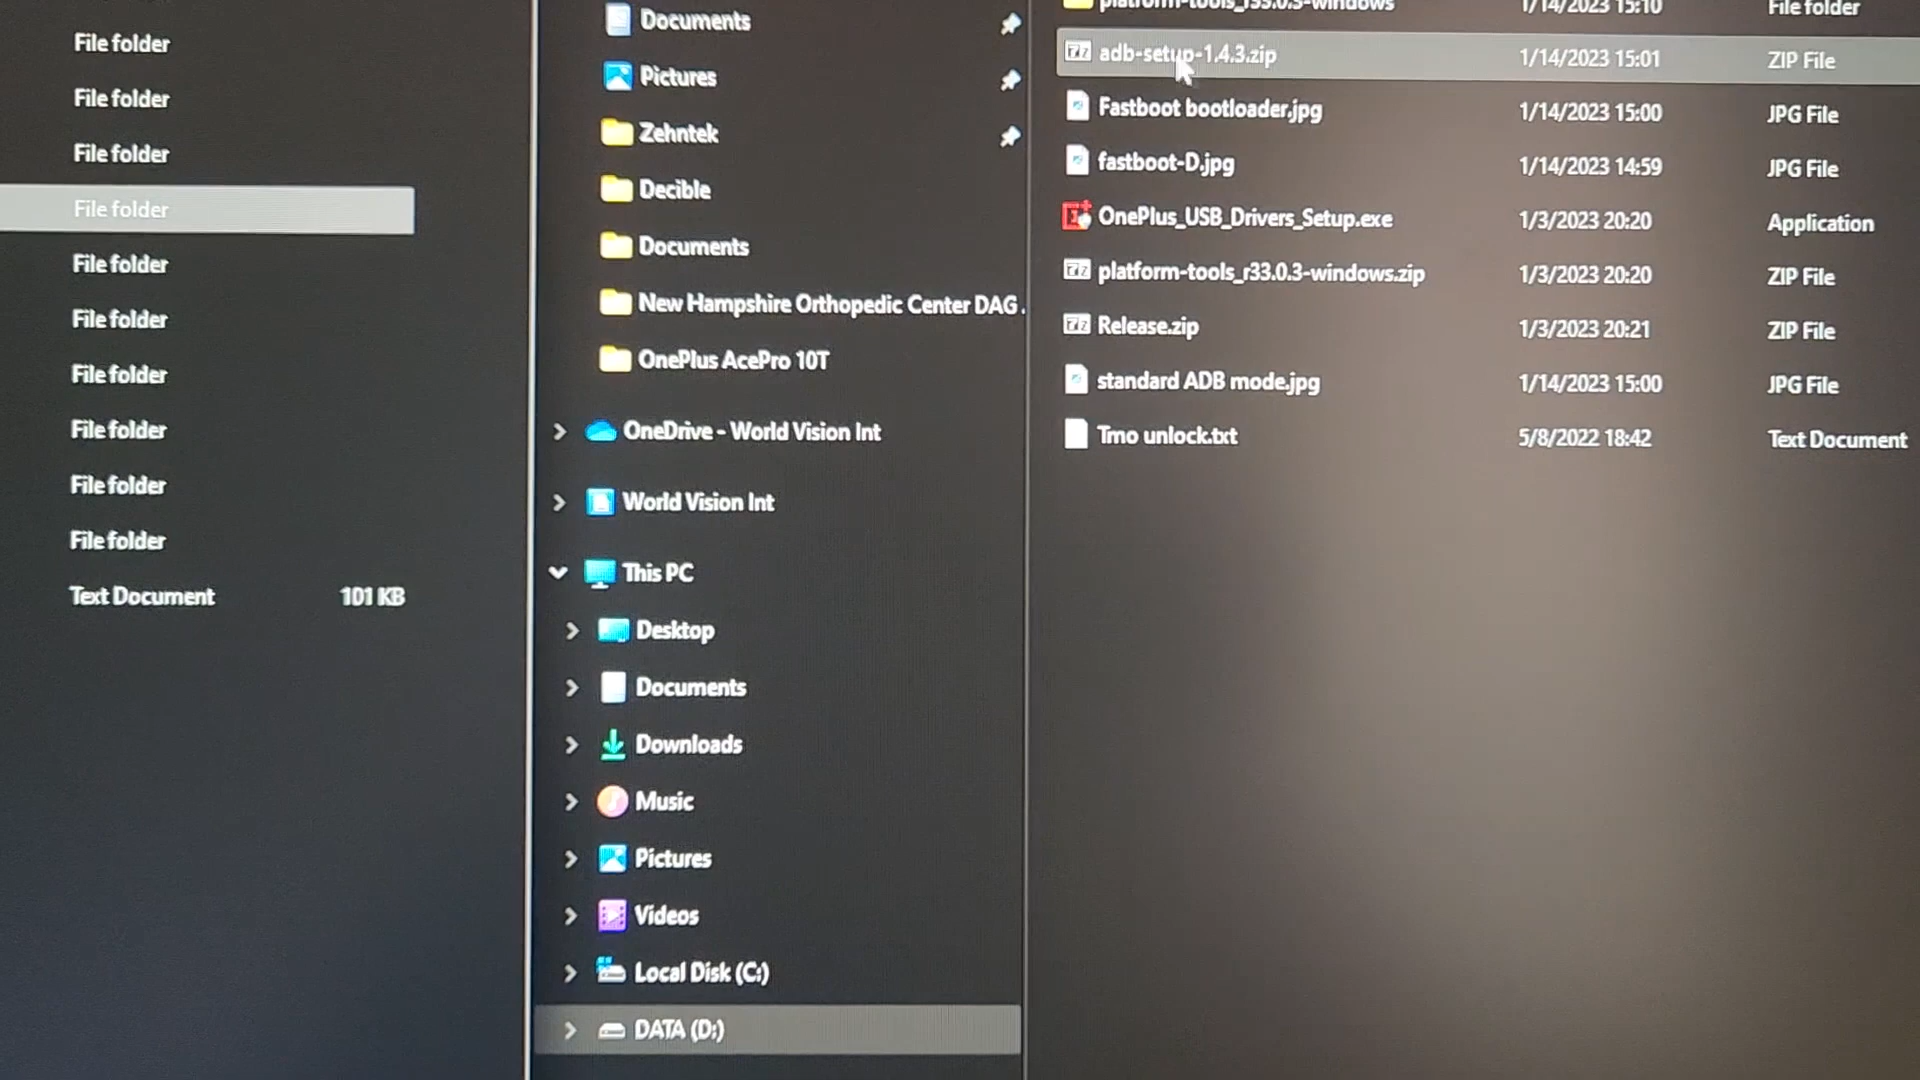 File folder
File folder
File folder
File folder
File folder
File folder
File folder
File folder
File folder
File folder
Text Document 101 KB
Documents
Pictures
Zehntek
Decible
Documents
New Hampshire Orthopedic Center DAG .
OnePlus AcePro 10T
OneDrive - World Vision Int
World Vision Int
This PC
Desktop
Documents
Downloads
Music
Pictures
Videos
Local Disk (C:)
DATA (D:)
platform-tools_r33.0.3-windows 1/14/2023 15:10 File folder
adb-setup-1.4.3.zip 1/14/2023 15:01 ZIP File
Fastboot bootloader.jpg 1/14/2023 15:00 JPG File
fastboot-D.jpg 1/14/2023 14:59 JPG File
OnePlus_USB_Drivers_Setup.exe 1/3/2023 20:20 Application
platform-tools_r33.0.3-windows.zip 1/3/2023 20:20 ZIP File
Release.zip 1/3/2023 20:21 ZIP File
standard ADB mode.jpg 1/14/2023 15:00 JPG File
Tmo unlock.txt 5/8/2022 18:42 Text Document